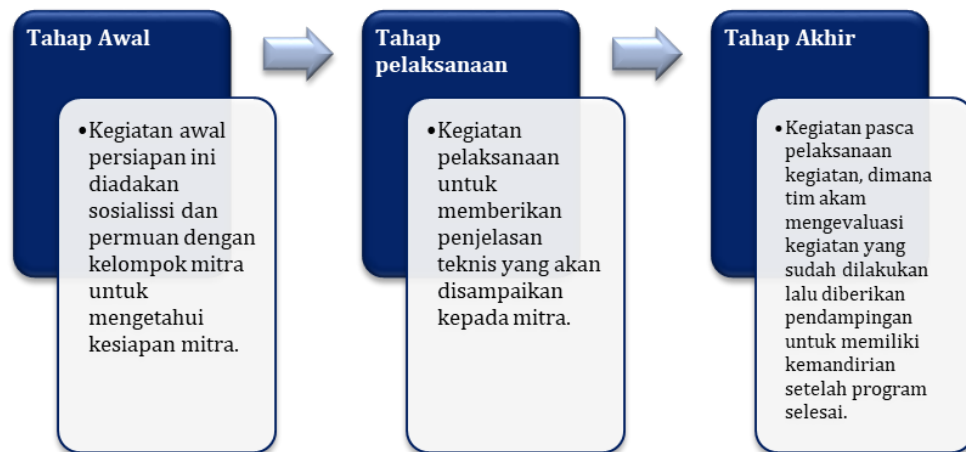 Tahap Awal
•Kegiatan awal
persiapan ini
diadakan
sosialissi dan
permuan dengan
kelompok mitra
untuk
mengetahui
kesiapan mitra.
Tahap
pelaksanaan
•Kegiatan
pelaksanaan
untuk
memberikan
penjelasan
teknis yang akan
disampaikan
kepada mitra.
Tahap Akhir
•Kegiatan pasca
pelaksanaan
kegiatan, dimana
tim akam
mengevaluasi
kegiatan yang
sudah dilakukan
lalu diberikan
pendampingan
untuk memiliki
kemandirian
setelah program
selesai.